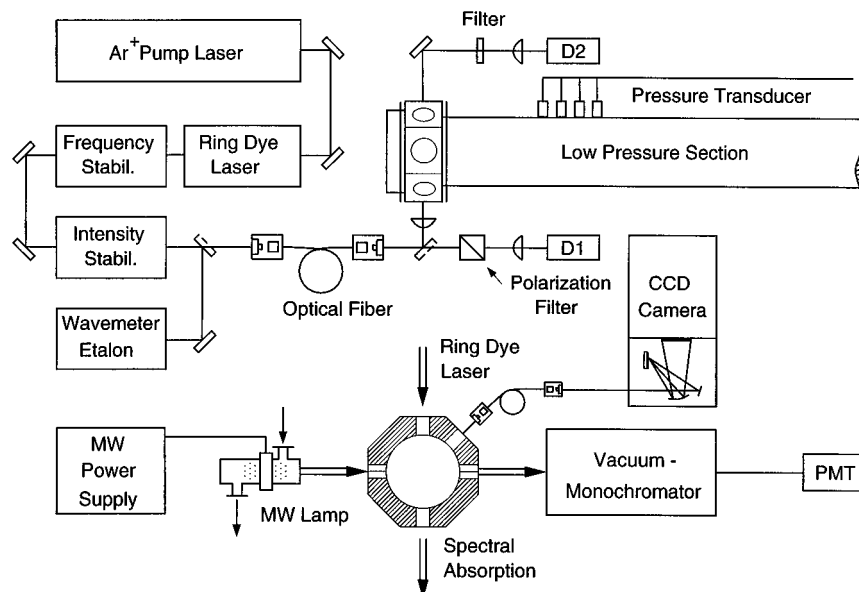 Filter
Ar+ Pump Laser
D2
Pressure Transducer
Frequency
Stabil.
Ring Dye
Laser
Low Pressure Section
Intensity
Stabil.
D1
Optical Fiber
Polarization
Filter
CCD
Camera
Wavemeter
Etalon
Ring Dye
Laser
MW
Power
Supply
MW Lamp
Vacuum -
Monochromator
PMT
Spectral
Absorption